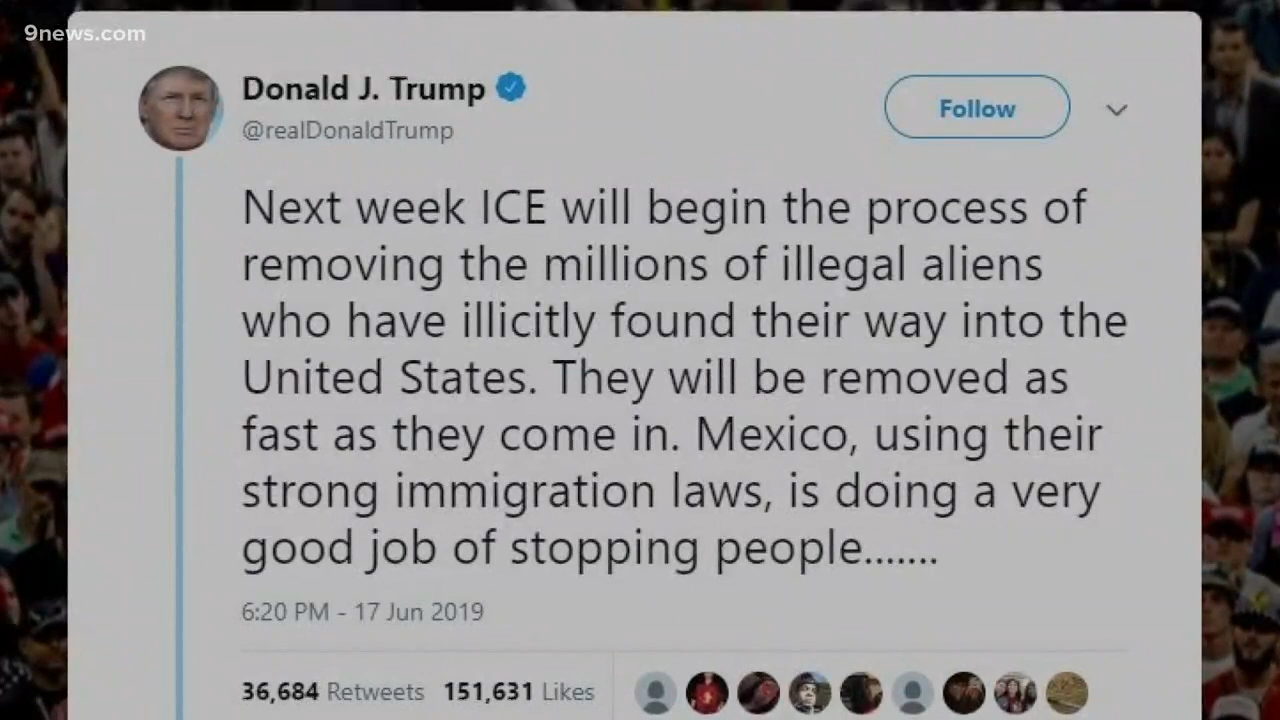 9news.com
Donald J. Trump
@realDonaldTrump
Follow
Next week ICE will begin the process of
removing the millions of illegal aliens
who have illicitly found their way into the
United States. They will be removed as
fast as they come in. Mexico, using their
strong immigration laws, is doing a very
good job of stopping people.......
6:20 PM - 17 Jun 2019
36,684 Retweets 151,631 Likes